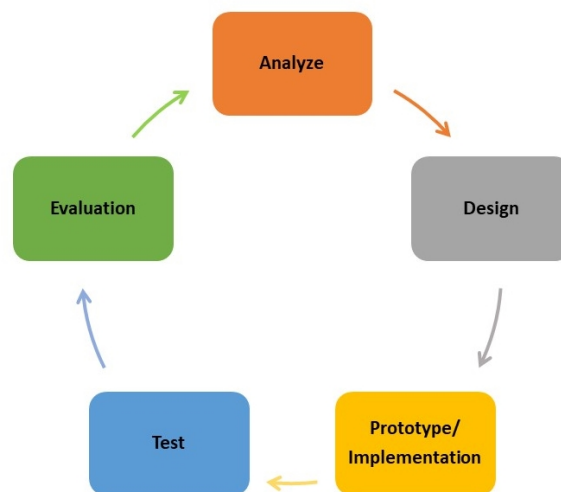 Analyze
Design
Prototype/
Implementation
Test
Evaluation